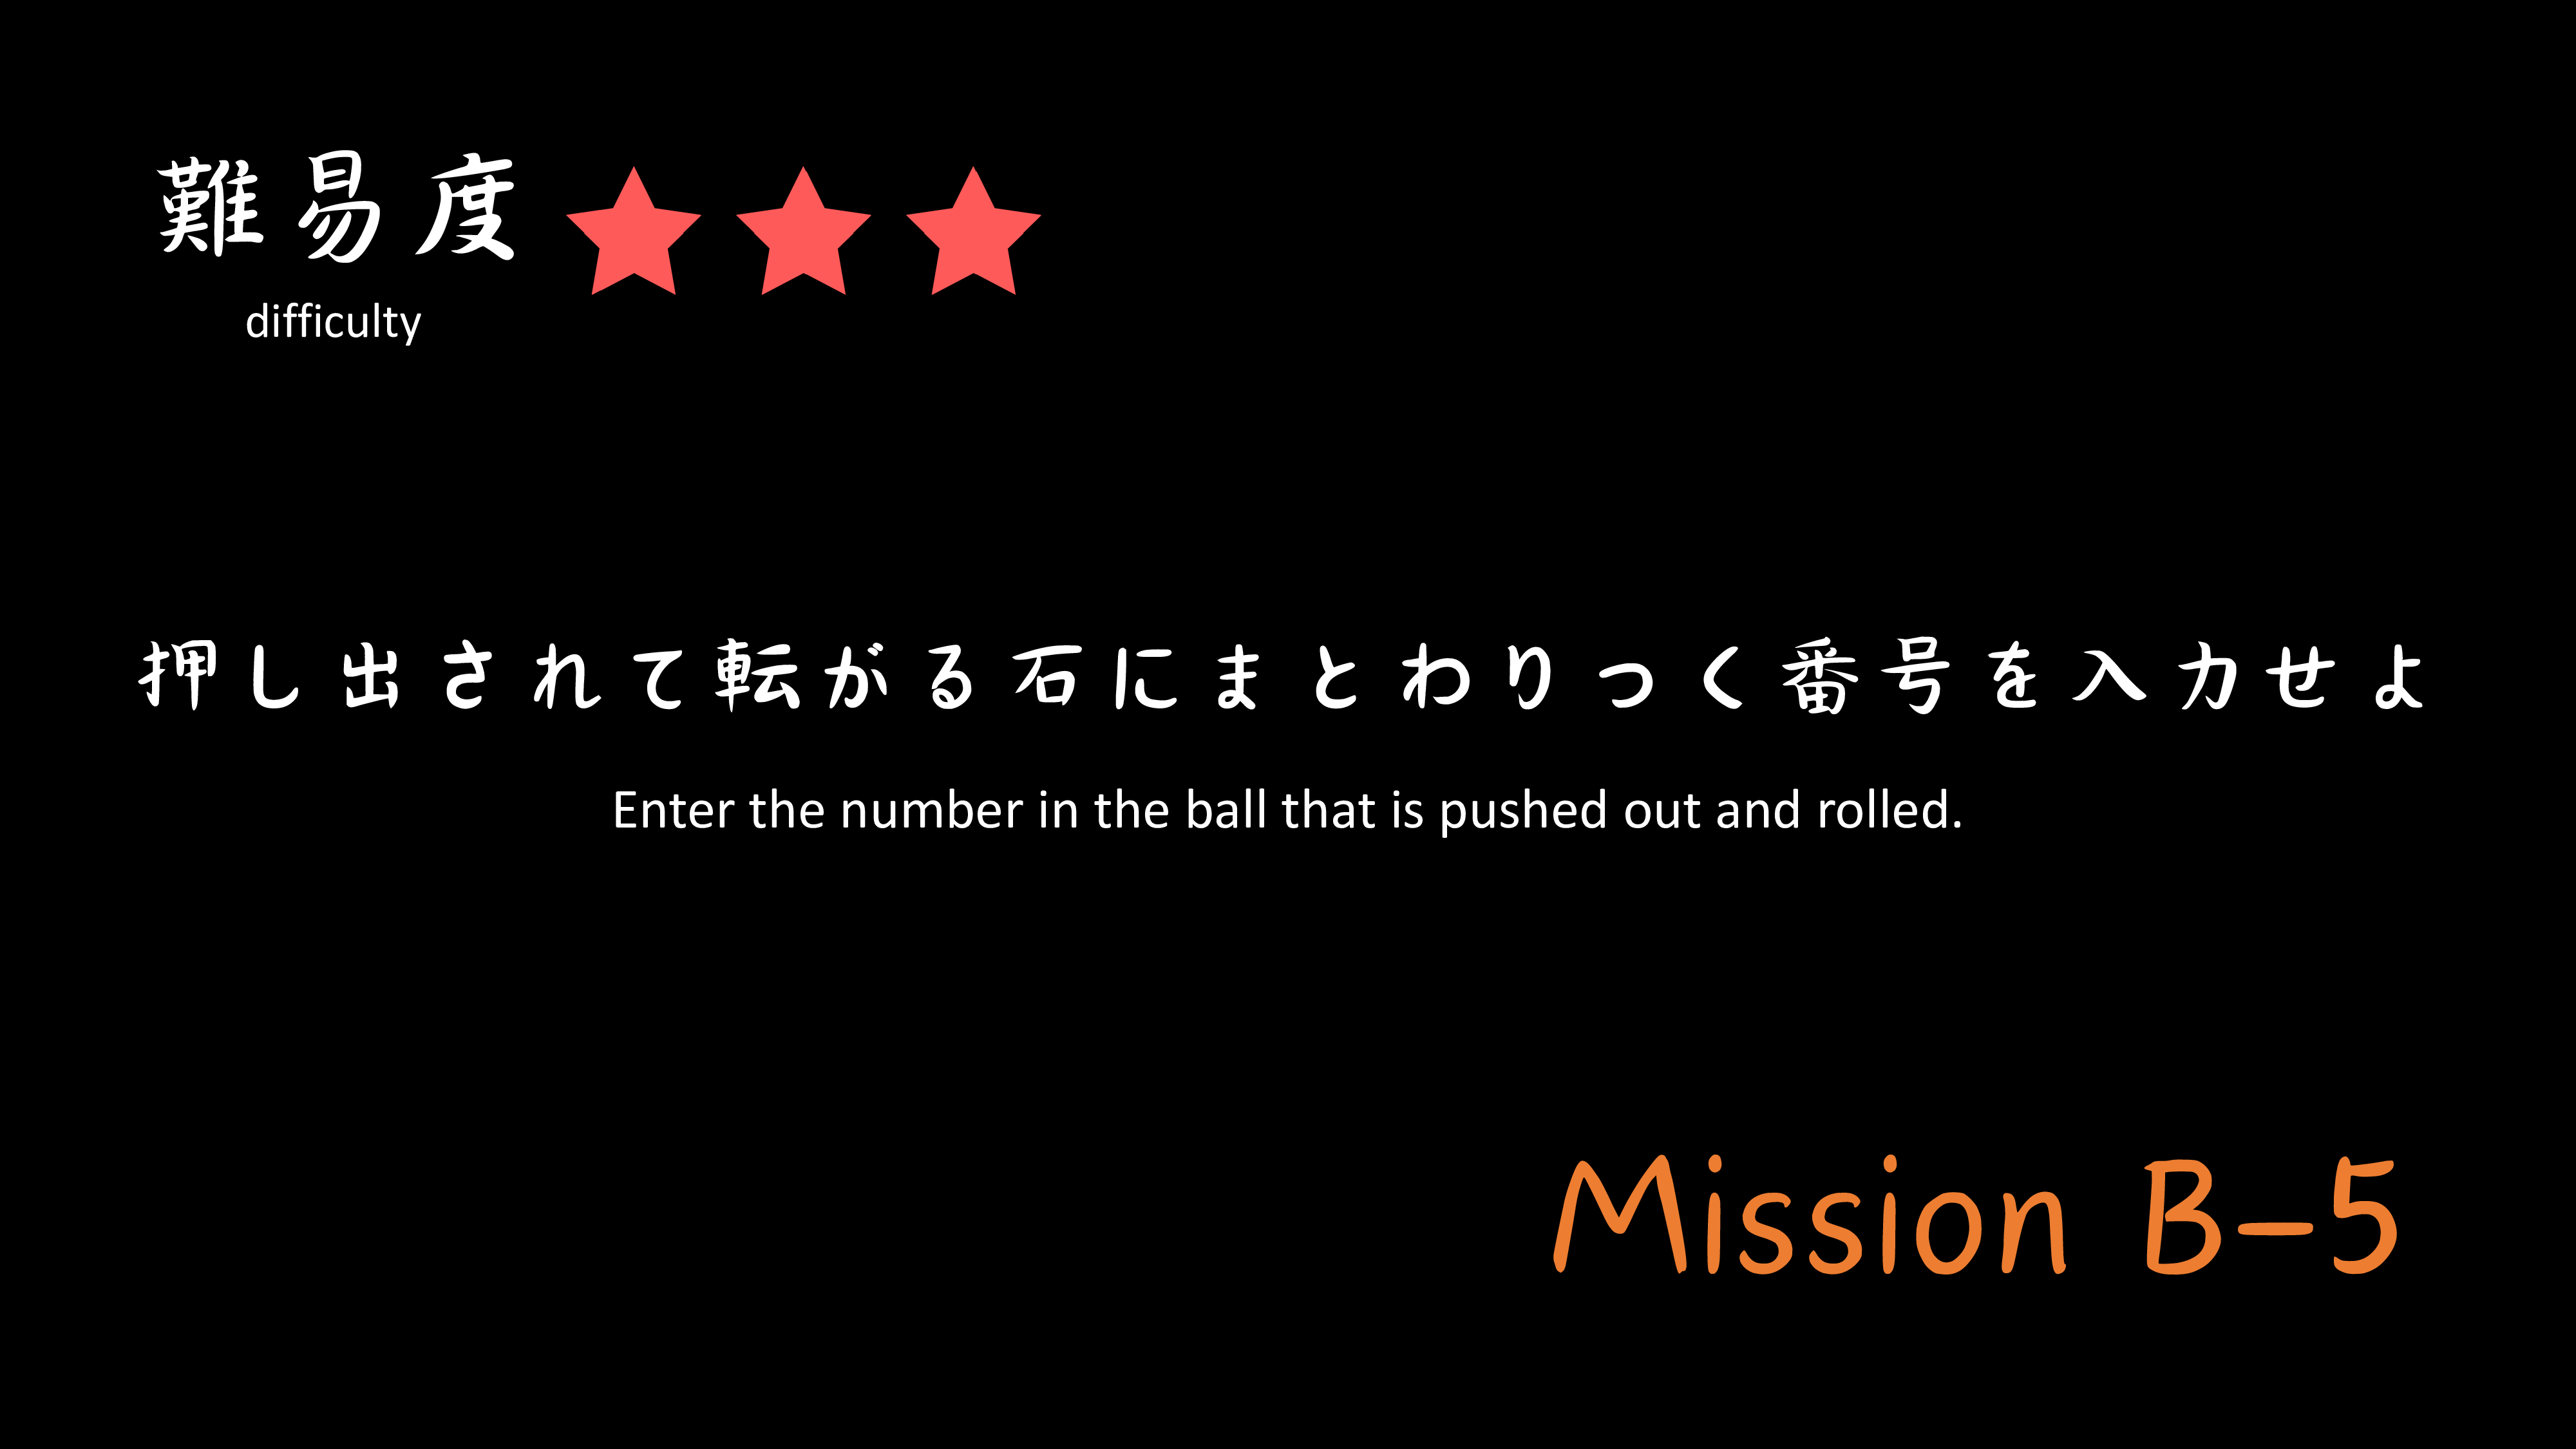 難易度 ★★★
difficulty
押し出されて転がる石にまとわりつく番号を入力せよ
Enter the number in the ball that is pushed out and rolled.
Mission B-5